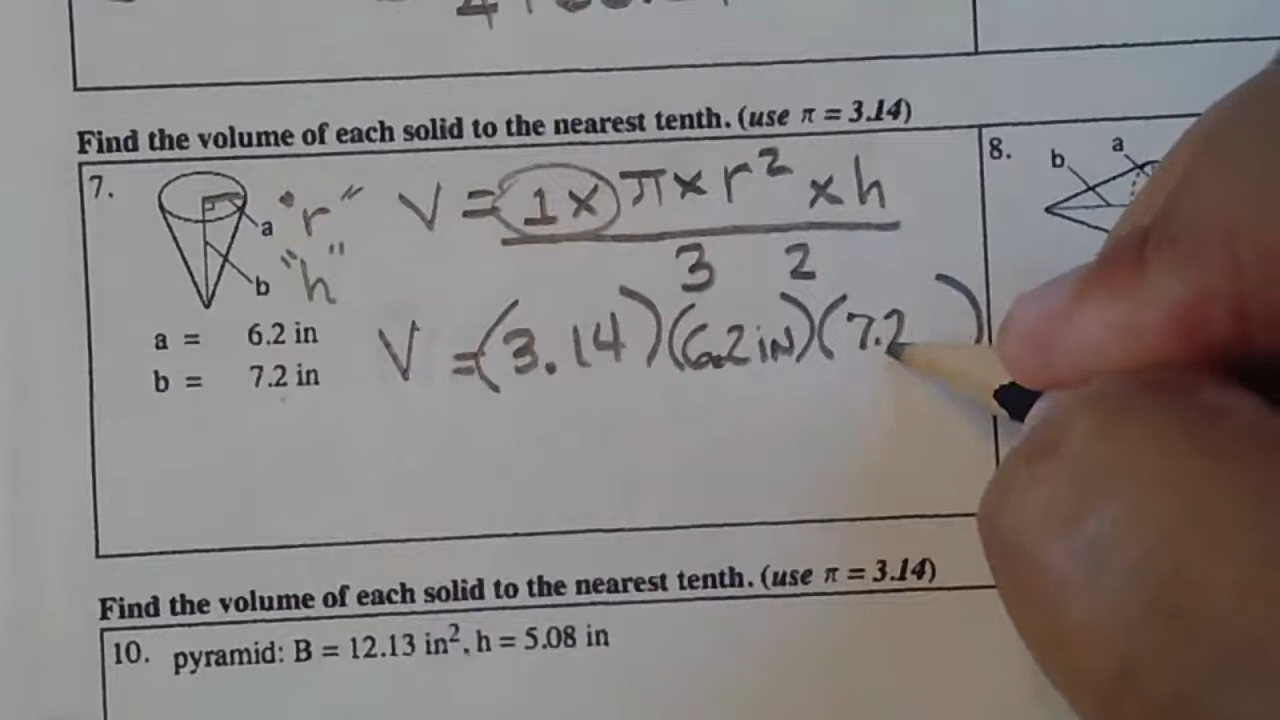 Find the volume of each solid to the nearest tenth. (use π = 3.14)
7.
a "r"
b "h"
a = 6.2 in
b = 7.2 in
V = 1 x π x r² x h
3
V = (3.14)(6.2 in)²(7.2 )
8.
b a
Find the volume of each solid to the nearest tenth. (use π = 3.14)
10. pyramid: B = 12.13 in², h = 5.08 in